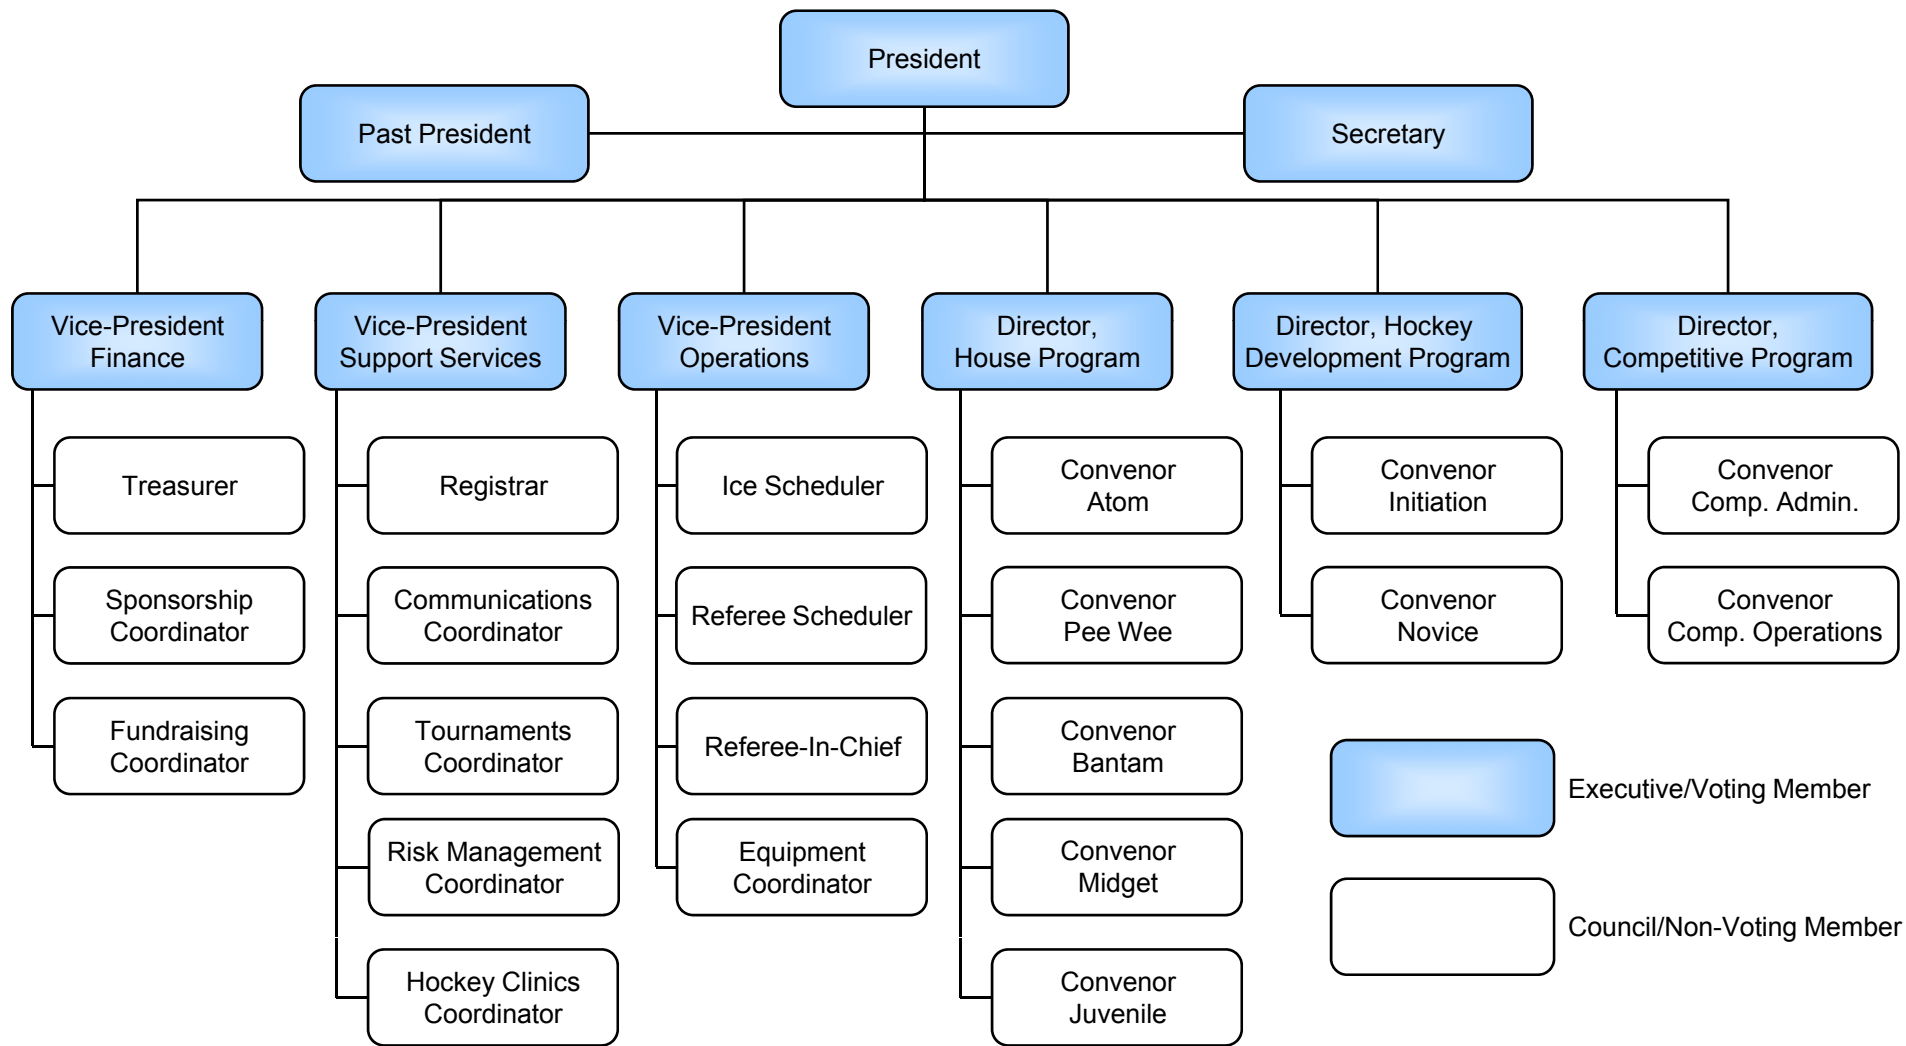 President
Past President
Secretary
Vice-President
Finance
Vice-President
Support Services
Vice-President
Operations
Director,
House Program
Director, Hockey
Development Program
Director,
Competitive Program
Treasurer
Registrar
Ice Scheduler
Convenor
Atom
Convenor
Initiation
Convenor
Comp. Admin.
Sponsorship
Coordinator
Communications
Coordinator
Referee Scheduler
Convenor
Pee Wee
Convenor
Novice
Convenor
Comp. Operations
Fundraising
Coordinator
Tournaments
Coordinator
Referee-In-Chief
Convenor
Bantam
Executive/Voting Member
Risk Management
Coordinator
Equipment
Coordinator
Convenor
Midget
Council/Non-Voting Member
Hockey Clinics
Coordinator
Convenor
Juvenile